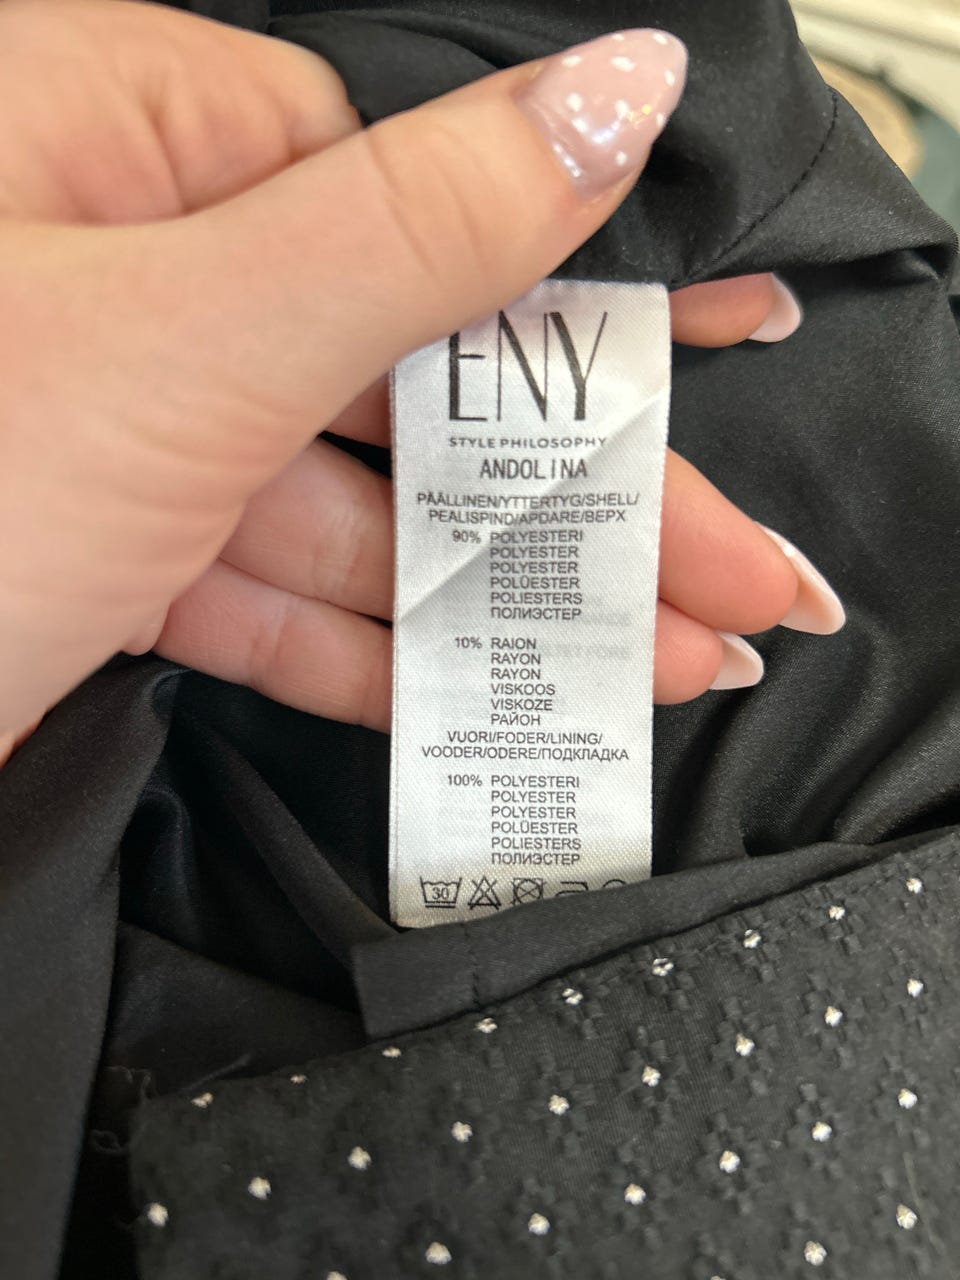 ENY
STYLE PHILOSOPHY
ANDOLINA
PÄÄLLINEN/YTTERTYG/SHELL/
PEALISPIND/APDARE/ВЕРХ
90% POLYESTERI
POLYESTER
POLYESTER
POLÜESTER
POLIESTERS
ПОЛИЭСТЕР
10% RAION
RAYON
RAYON
VISKOOS
VISKOZE
РАЙОН
VUORI/FODER/LINING/
VOODER/ODERE/ПОДКЛАДКА
100% POLYESTERI
POLYESTER
POLYESTER
POLÜESTER
POLIESTERS
ПОЛИЭСТЕР
30